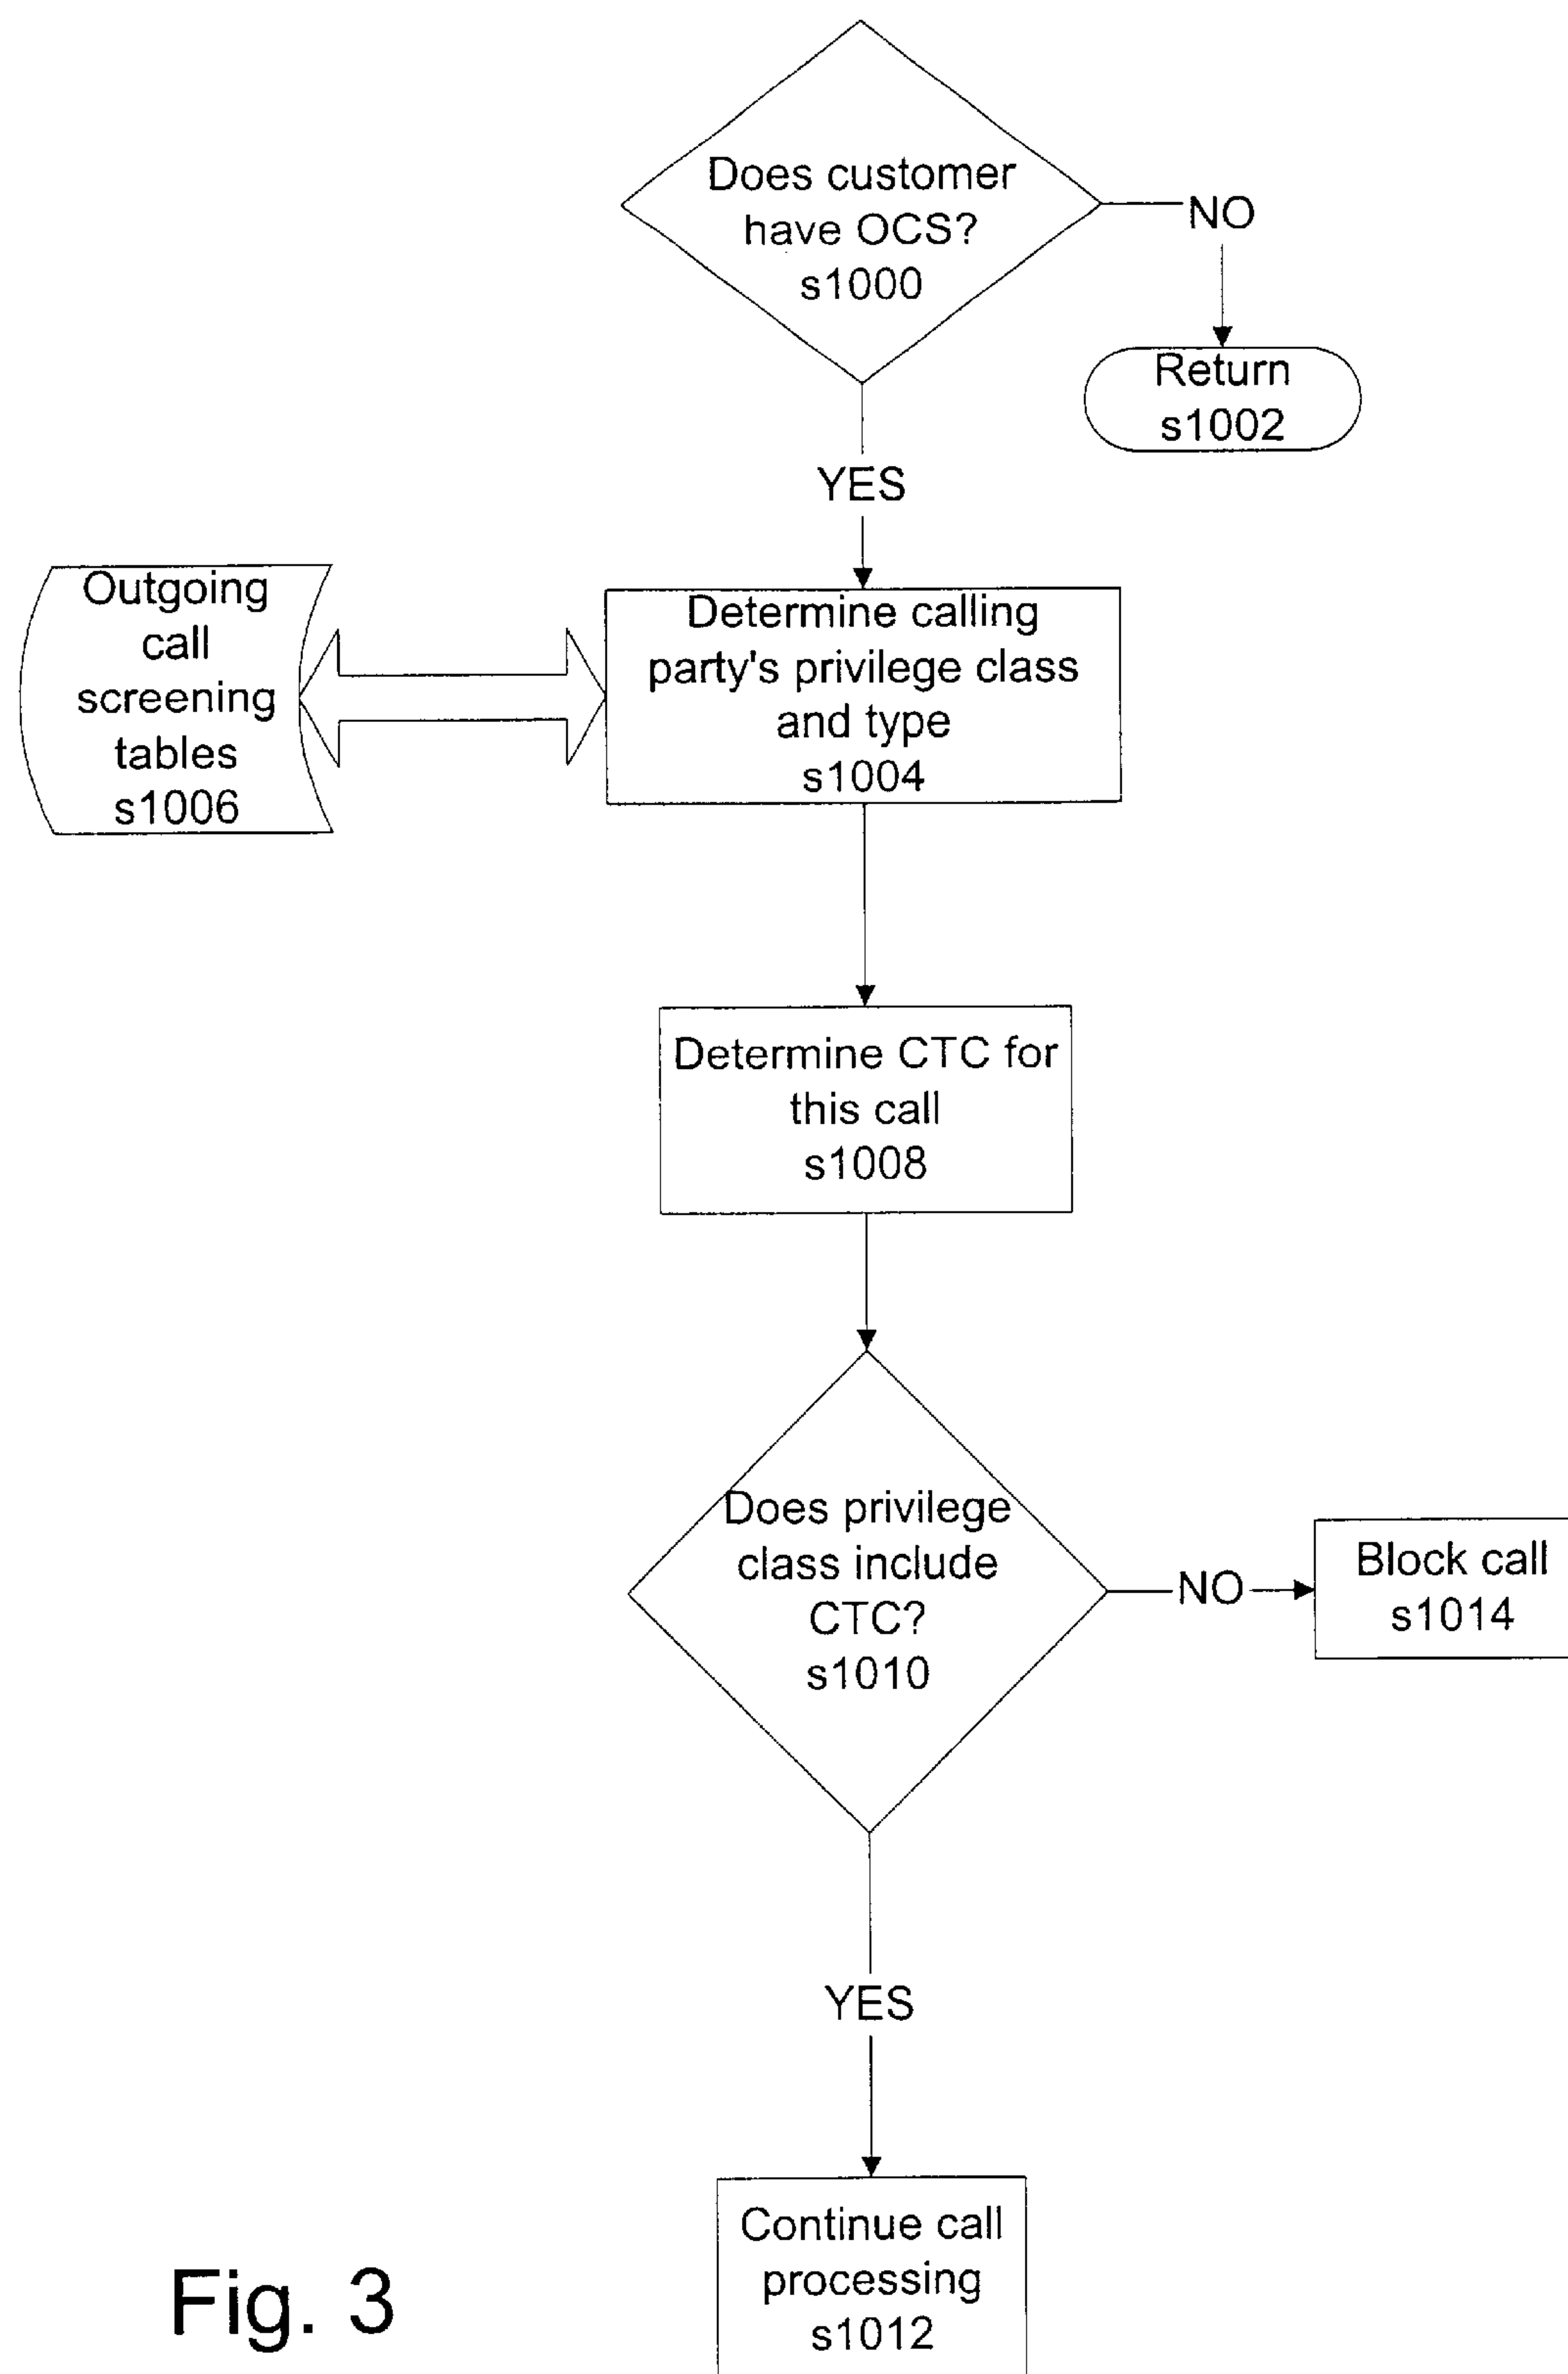 Does customer
have OCS?
s1000
NO
Return
s1002
YES
Outgoing
call
screening
tables
s1006
Determine calling
party's privilege class
and type
s1004
Determine CTC for
this call
s1008
Does privilege
class include
CTC?
s1010
NO
Block call
s1014
YES
Continue call
processing
s1012
Fig. 3